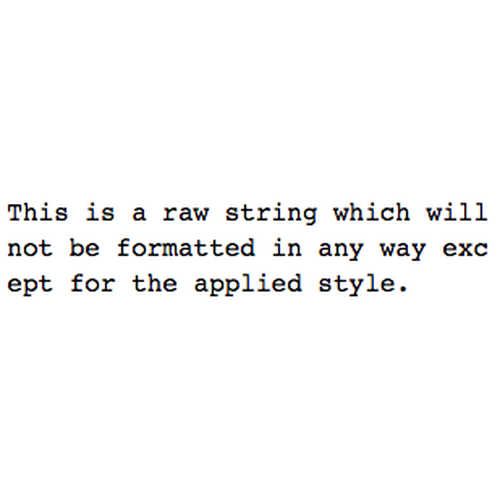 This is a raw string which will
not be formatted in any way exc
ept for the applied style.